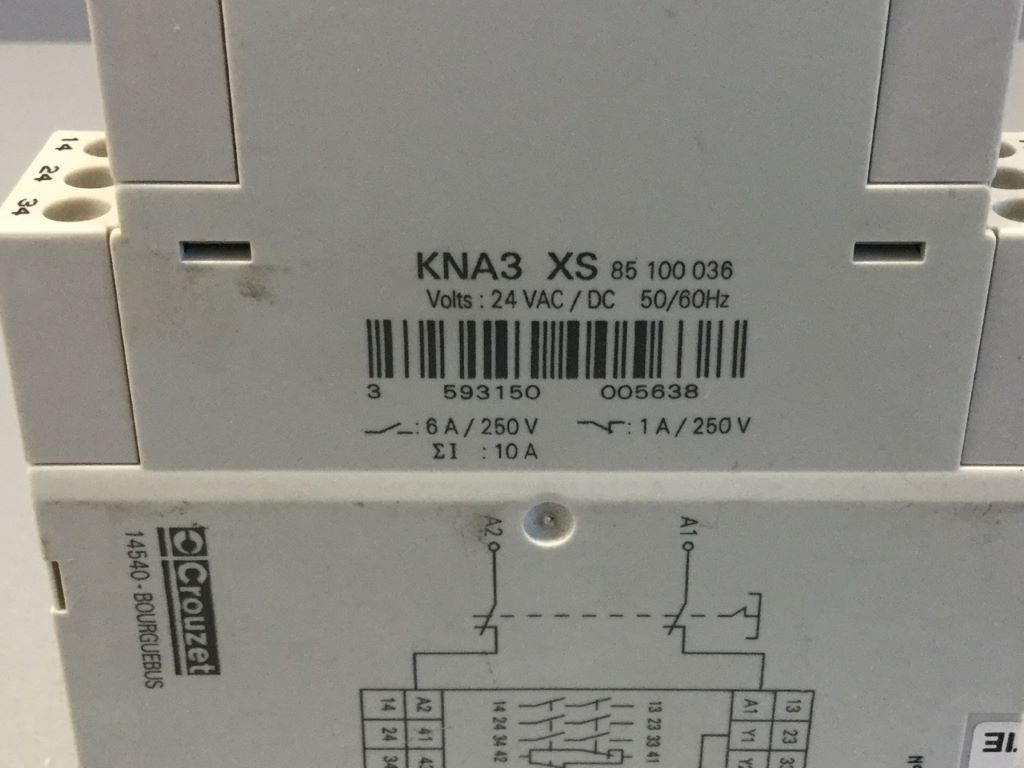 14
24
34
KNA3 XS 85 100 036
Volts : 24 VAC / DC 50/60Hz
3 593150 005638
: 6 A / 250 V : 1 A / 250 V
ΣI : 10 A
Crouzet
14540 - BOURGUEBUS
A2 A1
14 24 34 42
13 23 33 41
A2 41
14 24 34
A1 Y1
13 23